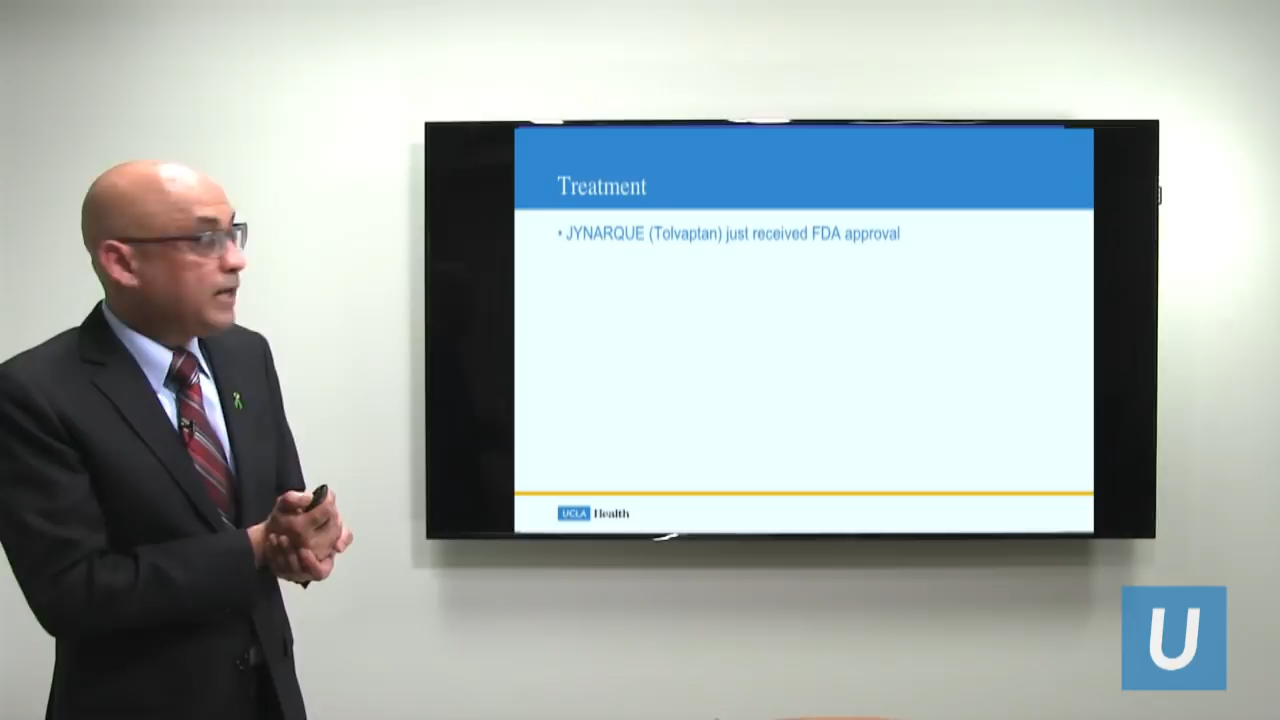 Treatment
• JYNARQUE (Tolvaptan) just received FDA approval
UCLA Health
U